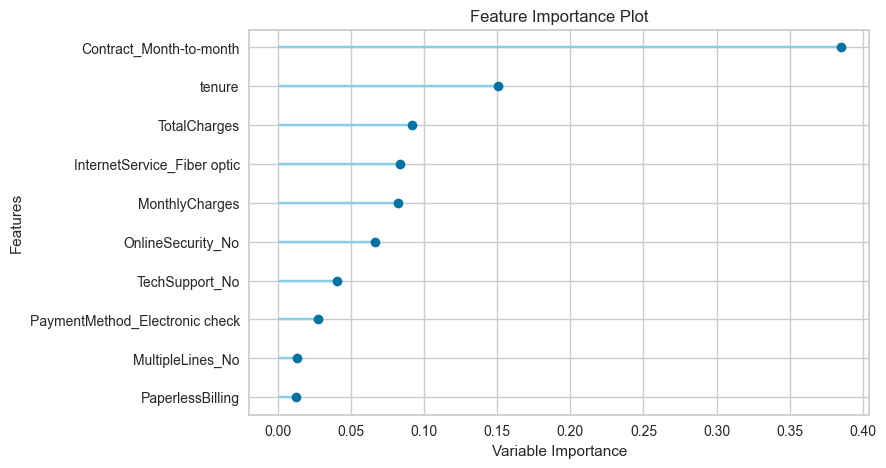 Feature Importance Plot
Contract_Month-to-month
tenure
TotalCharges
InternetService_Fiber optic
MonthlyCharges
OnlineSecurity_No
TechSupport_No
PaymentMethod_Electronic check
MultipleLines_No
PaperlessBilling
Features
0.00 0.05 0.10 0.15 0.20 0.25 0.30 0.35 0.40
Variable Importance